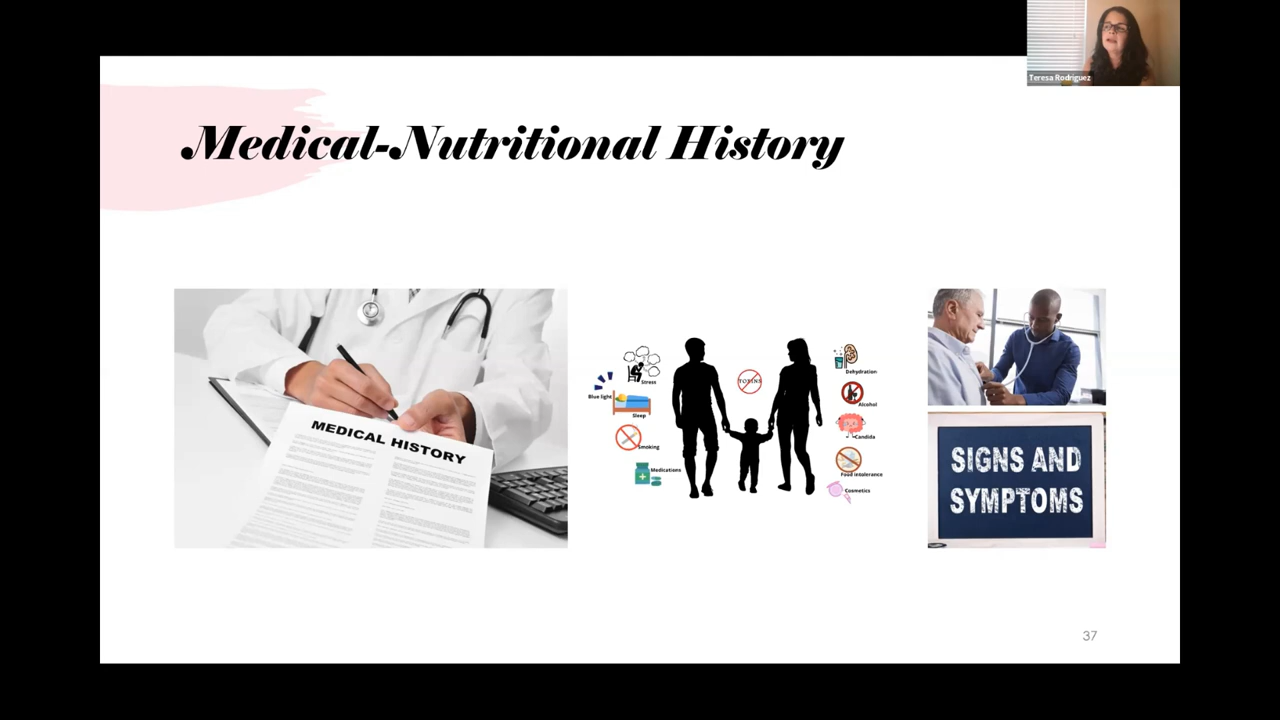 Teresa Rodriguez
Medical-Nutritional History
MEDICAL HISTORY
Stress
Blue light
Sleep
Smoking
Medications
TOXINS
Dehydration
Alcohol
Candida
Food intolerance
Cosmetics
SIGNS AND
SYMPTOMS
37